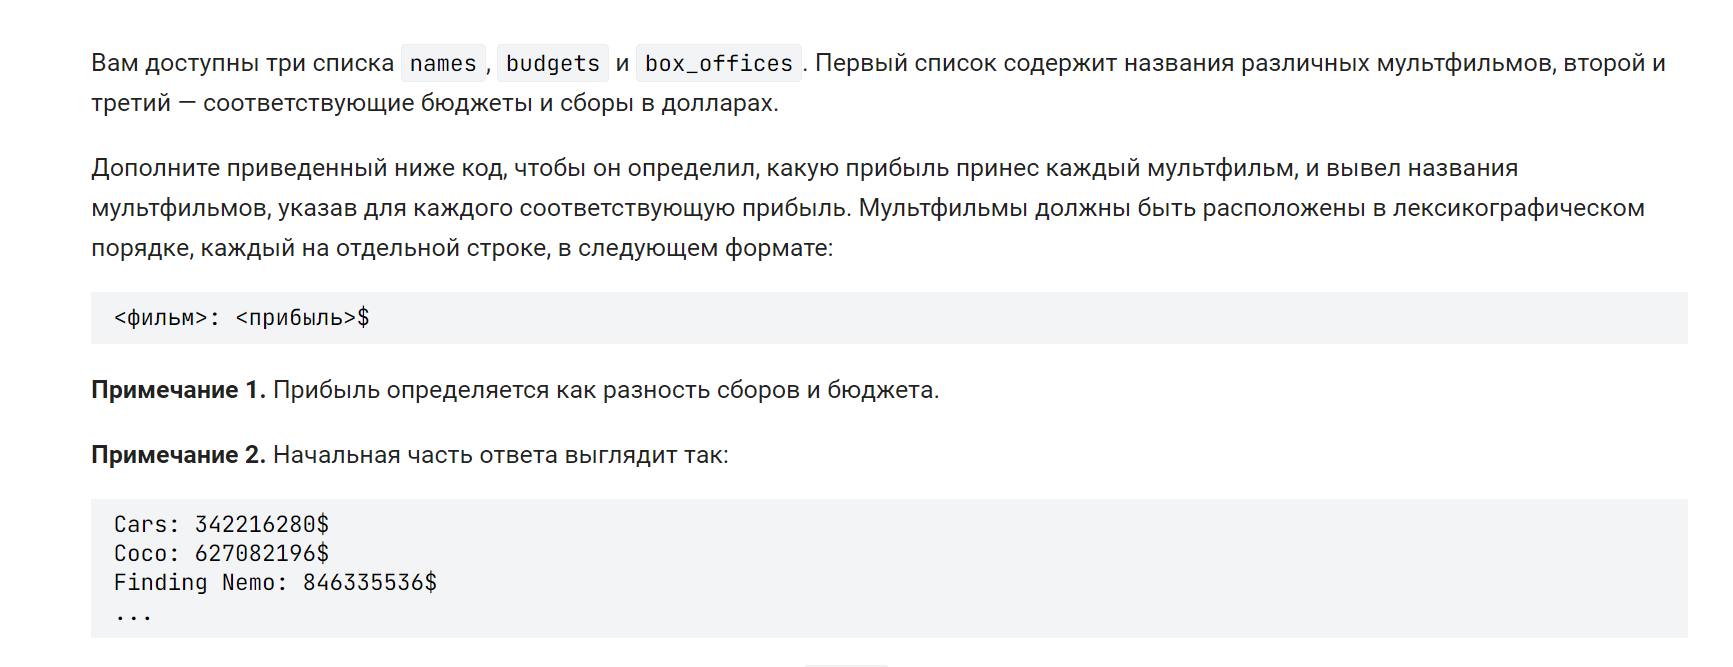 Вам доступны три списка names, budgets и box_offices. Первый список содержит названия различных мультфильмов, второй и
третий — соответствующие бюджеты и сборы в долларах.
Дополните приведенный ниже код, чтобы он определил, какую прибыль принес каждый мультфильм, и вывел названия
мультфильмов, указав для каждого соответствующую прибыль. Мультфильмы должны быть расположены в лексикографическом
порядке, каждый на отдельной строке, в следующем формате:
<фильм>: <прибыль>$
Примечание 1. Прибыль определяется как разность сборов и бюджета.
Примечание 2. Начальная часть ответа выглядит так:
Cars: 342216280$
Coco: 627082196$
Finding Nemo: 846335536$
...